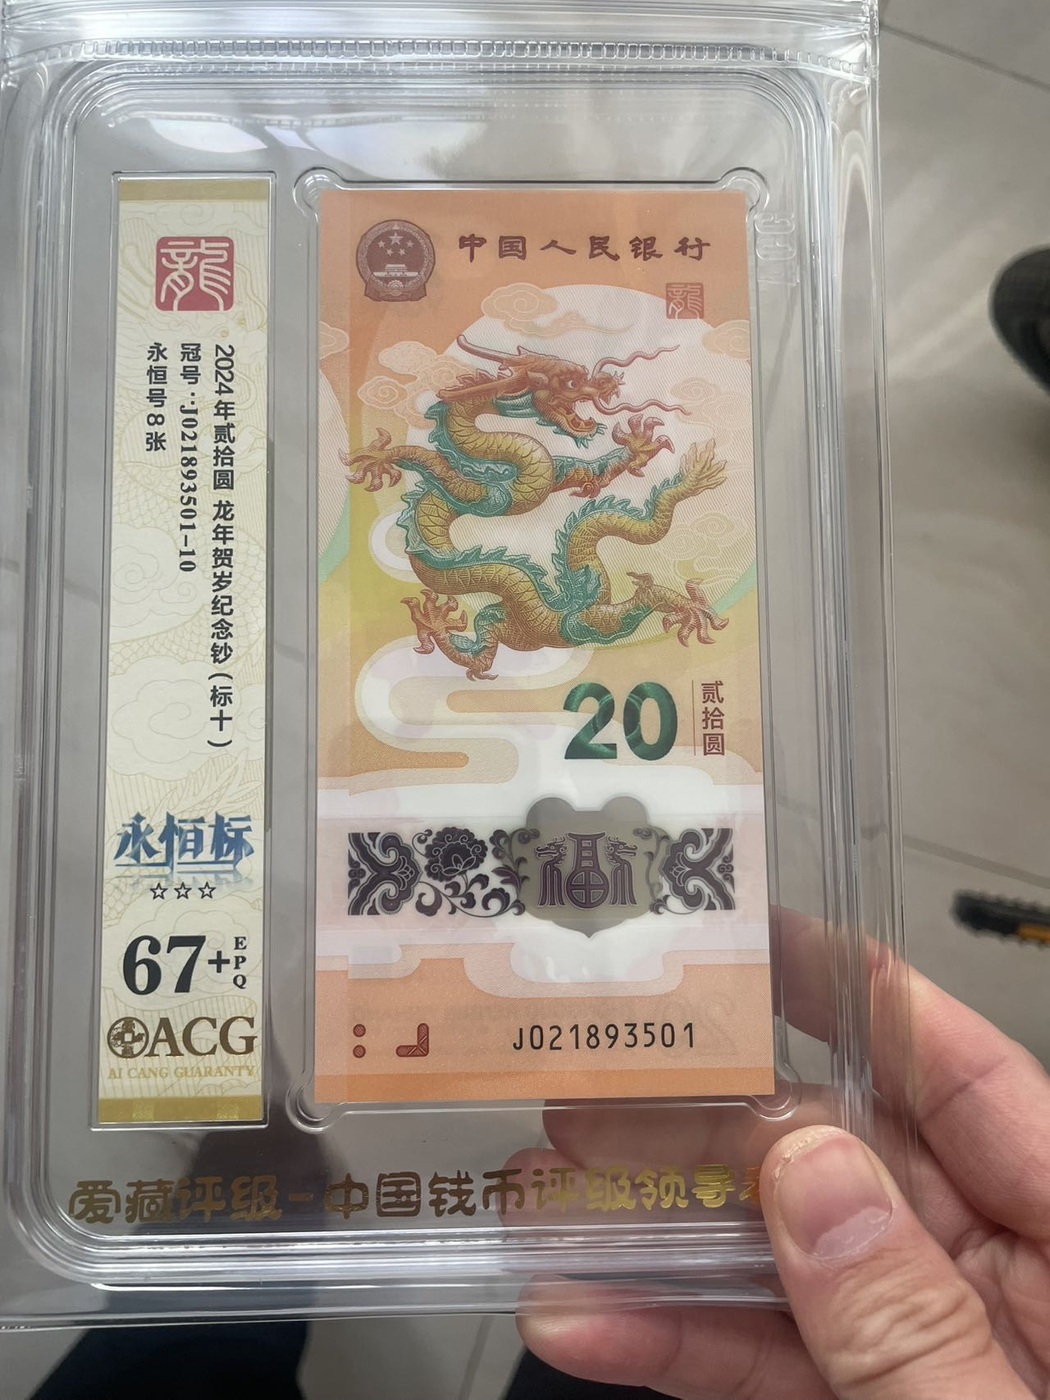 龍
2024年贰拾圆 龙年贺岁纪念钞(标十)
冠号:J021893501-10
永恒号8张
永恒标
☆☆☆
67+EPQ
ACG
AI CANG GUARANTY
中国人民银行
龍
20
贰拾圆
福
J021893501
爱藏评级-中国钱币评级领导